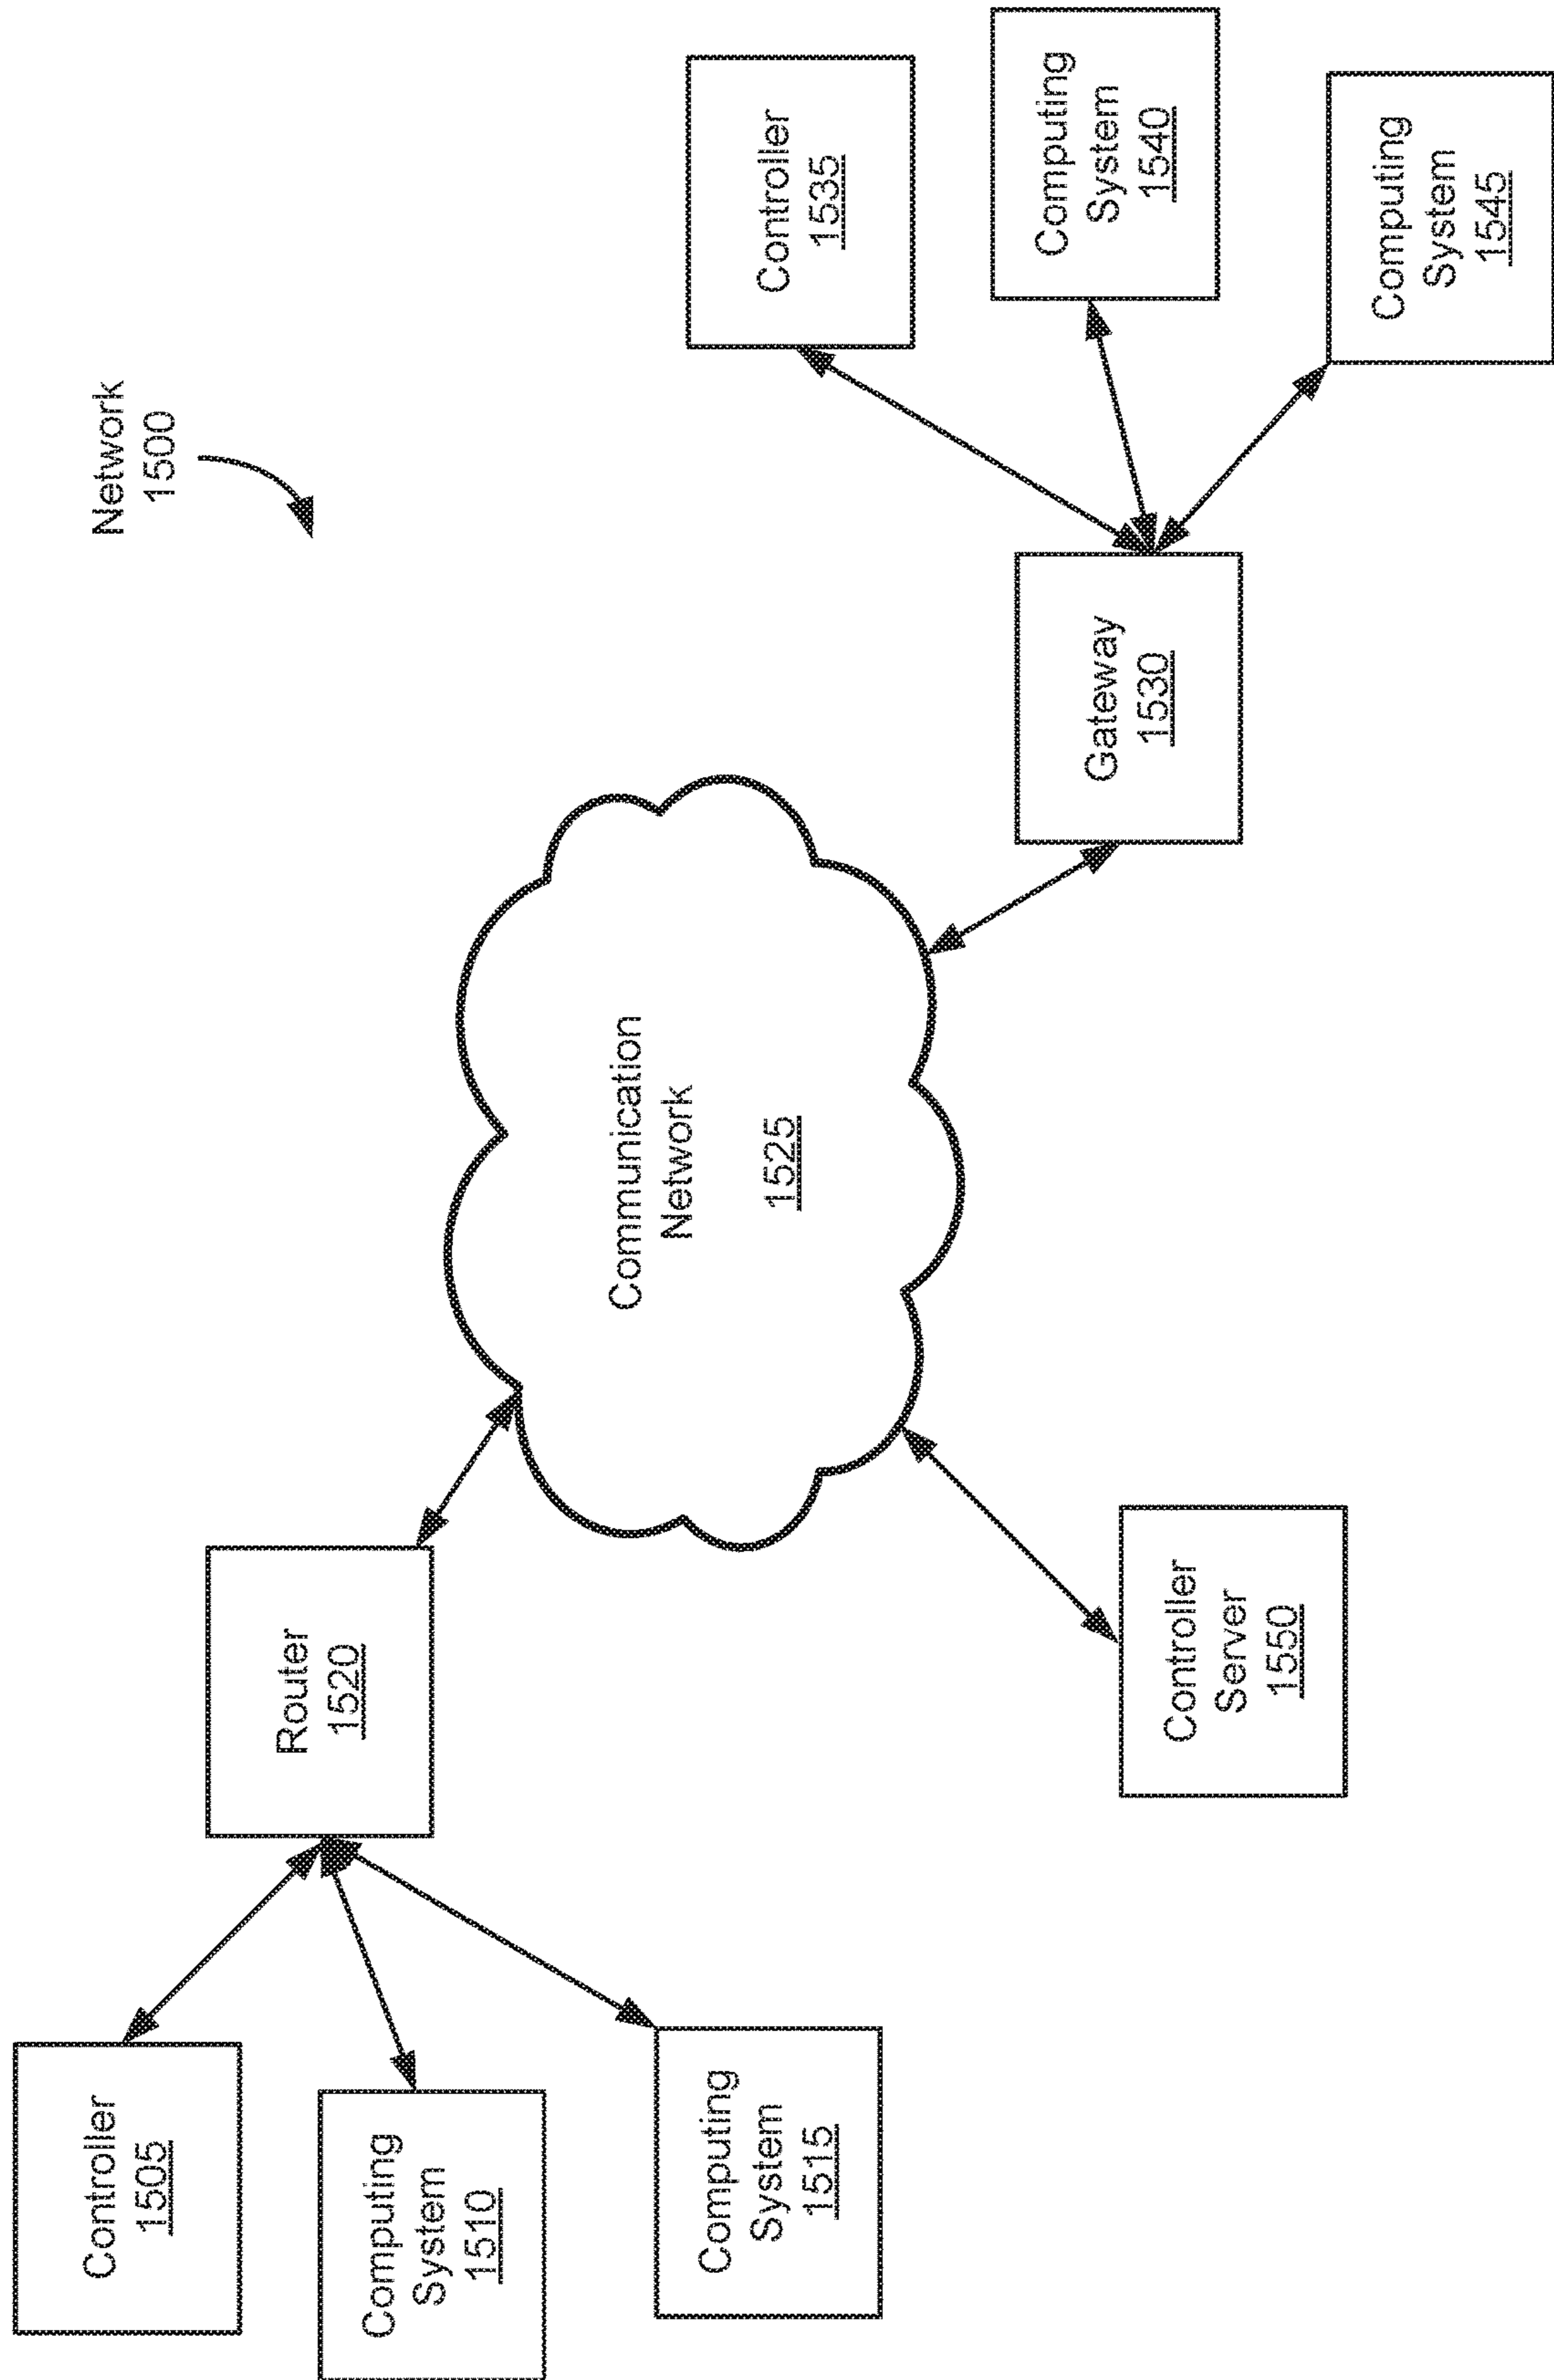 Network
1500
Controller
1505
Computing
System
1510
Computing
System
1515
Router
1520
Communication
Network
1525
Controller
Server
1550
Gateway
1530
Controller
1535
Computing
System
1540
Computing
System
1545